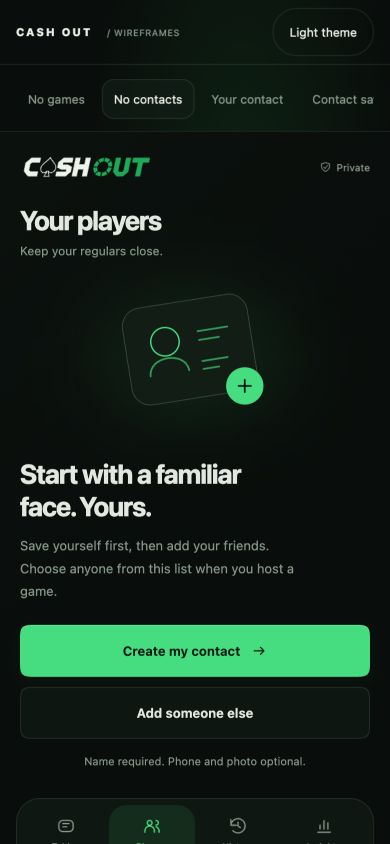 CASH OUT / WIREFRAMES
Light theme
No games
No contacts
Your contact
Contact sa
CASH OUT
Private
Your players
Keep your regulars close.
Start with a familiar
face. Yours.
Save yourself first, then add your friends.
Choose anyone from this list when you host a
game.
Create my contact →
Add someone else
Name required. Phone and photo optional.